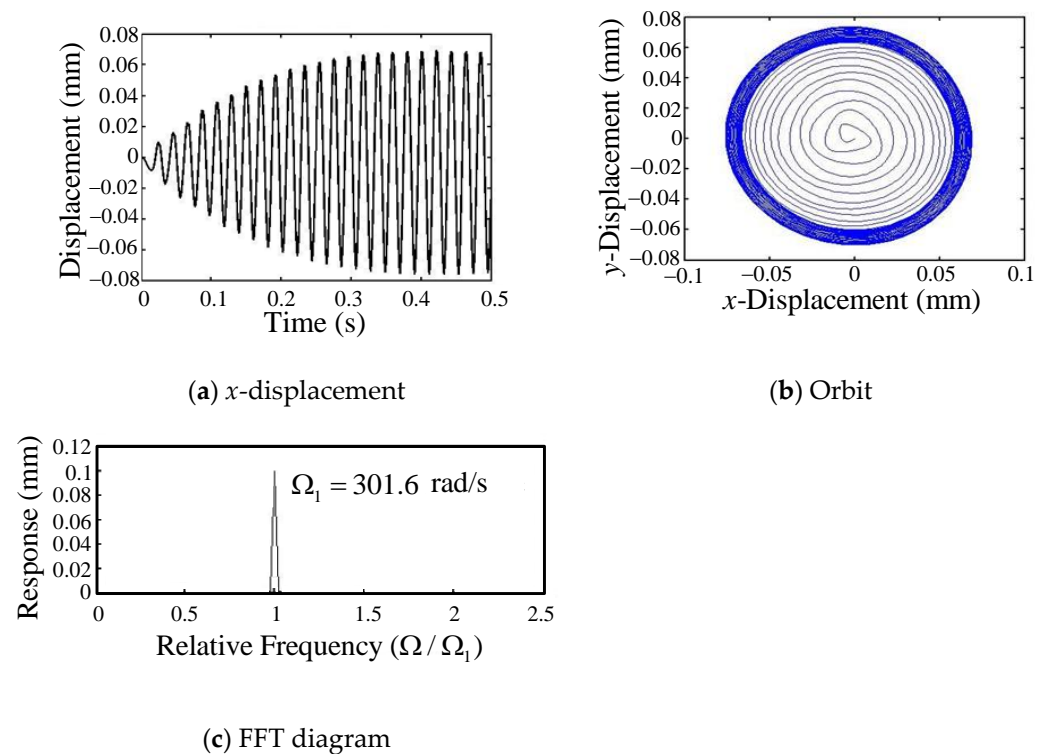 Displacement (mm)
0.08
0.06
0.04
0.02
0
−0.02
−0.04
−0.06
−0.08
0 0.1 0.2 0.3 0.4 0.5
Time (s)
(a) x-displacement
y-Displacement (mm)
0.08
0.06
0.04
0.02
0
−0.02
−0.04
−0.06
0.08
−0.1 −0.05 0 0.05 0.1
x-Displacement (mm)
(b) Orbit
Response (mm)
0.12
0.1
0.08
0.06
0.04
0.02
0
Ω₁ = 301.6 rad/s
0 0.5 1 1.5 2 2.5
Relative Frequency (Ω / Ω₁)
(c) FFT diagram